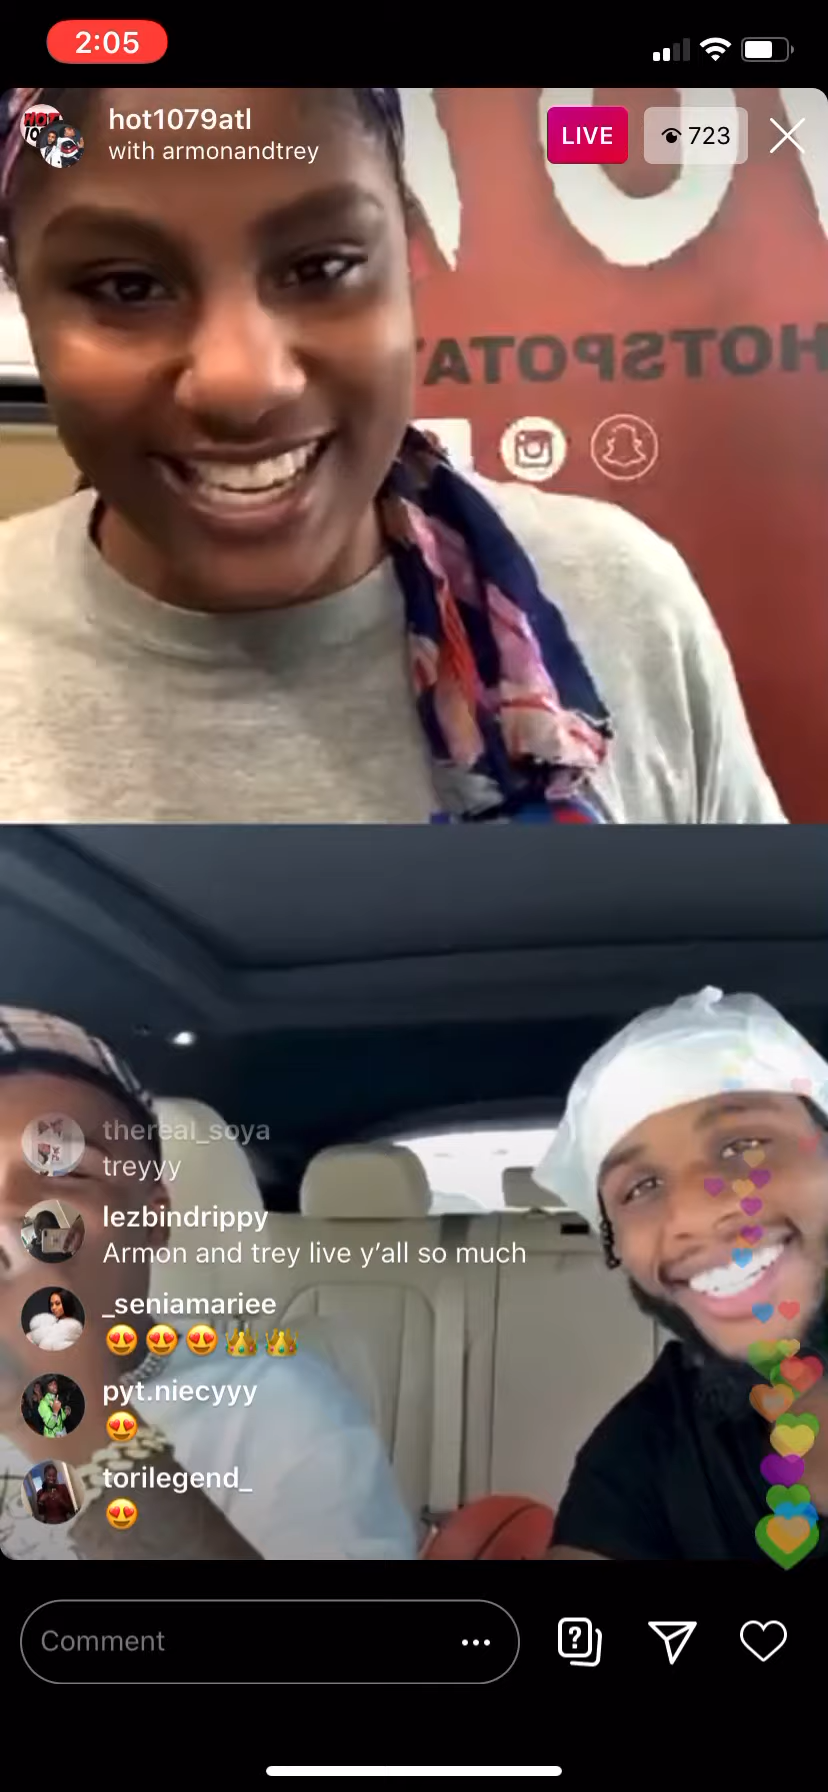 2:05
hot1079atl
with armonandtrey
LIVE
723
HOTSPOTA
thereal_soya
treyyy
lezbindrippy
Armon and trey live y’all so much
_seniamariee
😍😍😍👑👑
pyt.niecyyy
😍
torilegend_
😍
Comment